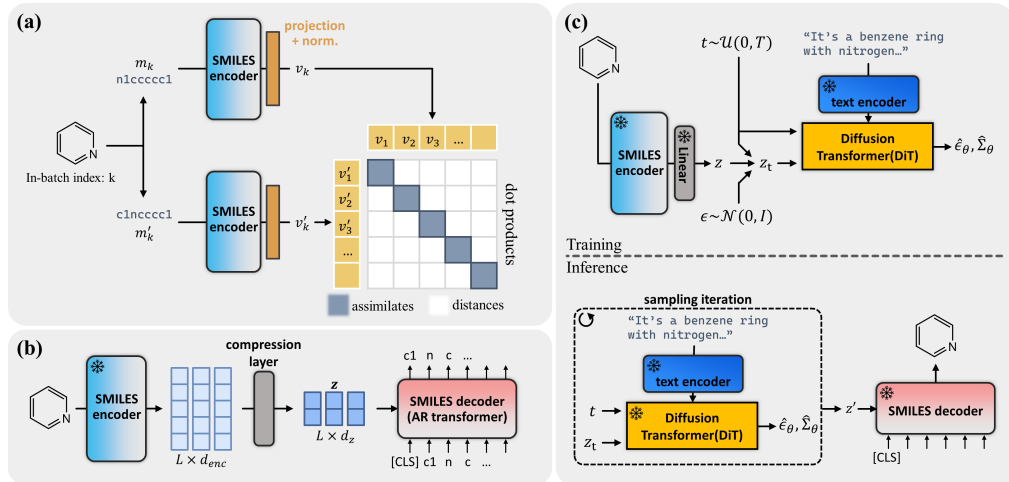 (a)
projection
+ norm.
SMILES
encoder
m_k
n1ccccc1
v_k
N
In-batch index: k
v_1 v_2 v_3 ...
v'_1
v'_2
v'_3
...
dot products
c1ncccc1
m'_k
SMILES
encoder
v'_k
assimilates
distances
(b)
N
SMILES
encoder
L × d_enc
compression
layer
z
L × d_z
c1 n c ...
SMILES decoder
(AR transformer)
[CLS] c1 n c ...
(c)
N
t~𝒰(0, T)
“It’s a benzene ring
with nitrogen…”
text encoder
SMILES
encoder
Linear
z
z_t
Diffusion
Transformer(DiT)
ϵ̂_θ, Σ̂_θ
ϵ~𝒩(0, I)
Training
Inference
sampling iteration
“It’s a benzene ring
with nitrogen…”
text encoder
t
z_t
Diffusion
Transformer(DiT)
ϵ̂_θ, Σ̂_θ
z'
N
SMILES decoder
[CLS]